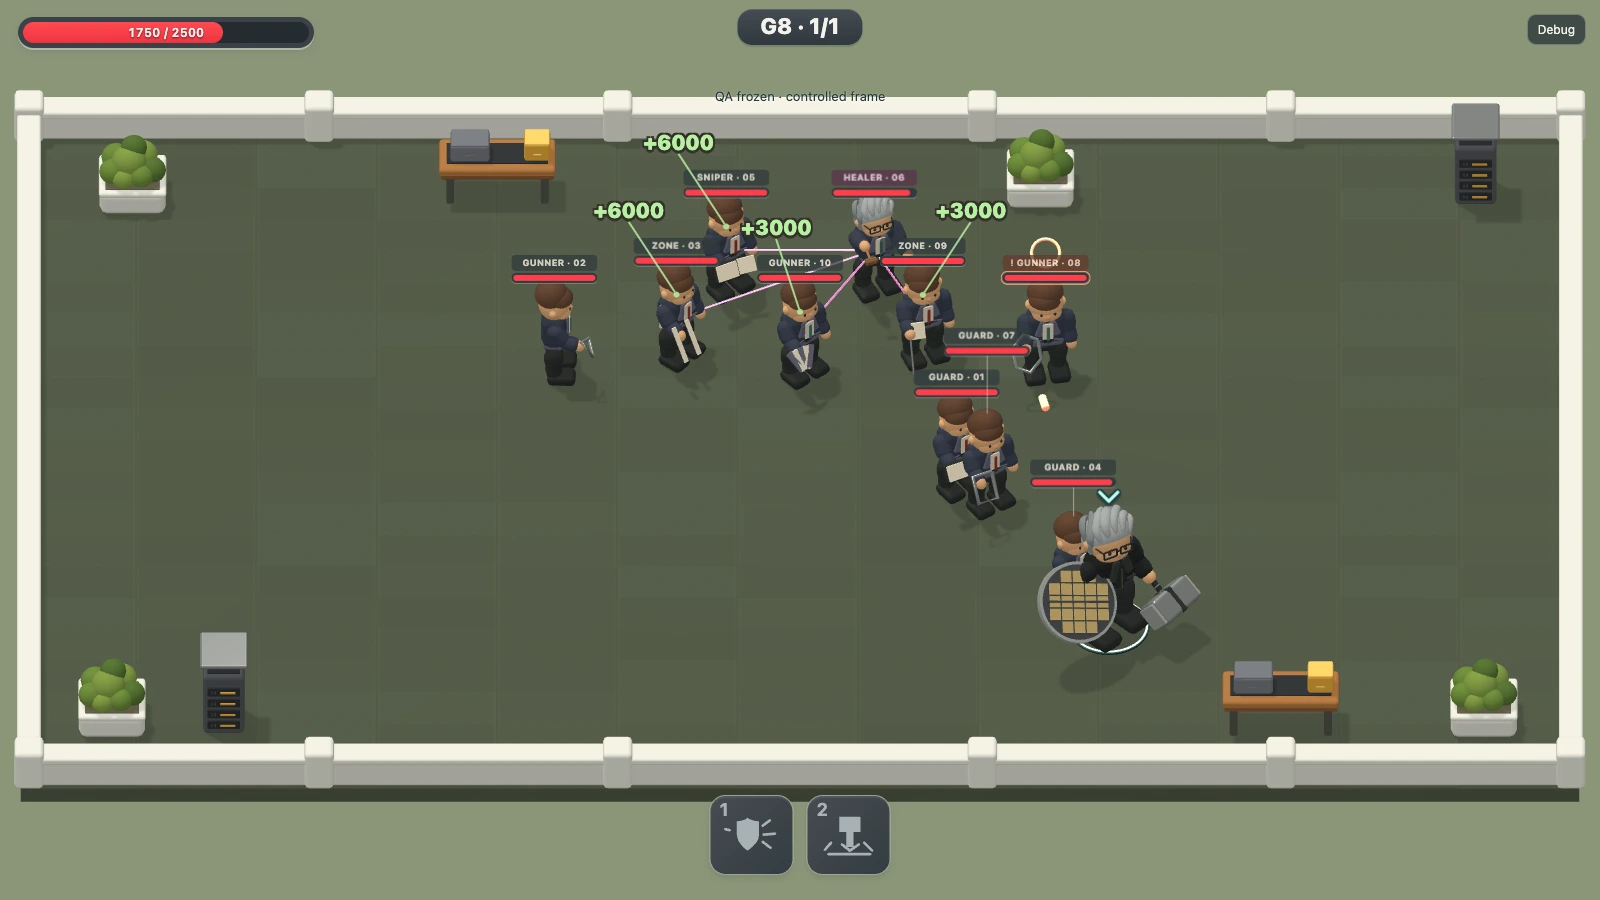 1750 / 2500
G8 · 1/1
Debug
QA frozen · controlled frame
+6000
SNIPER · 05
HEALER · 06
+6000
+3000
+3000
ZONE · 03
ZONE · 09
GUNNER · 02
GUNNER · 10
! GUNNER · 08
GUARD · 07
GUARD · 01
GUARD · 04
1
2